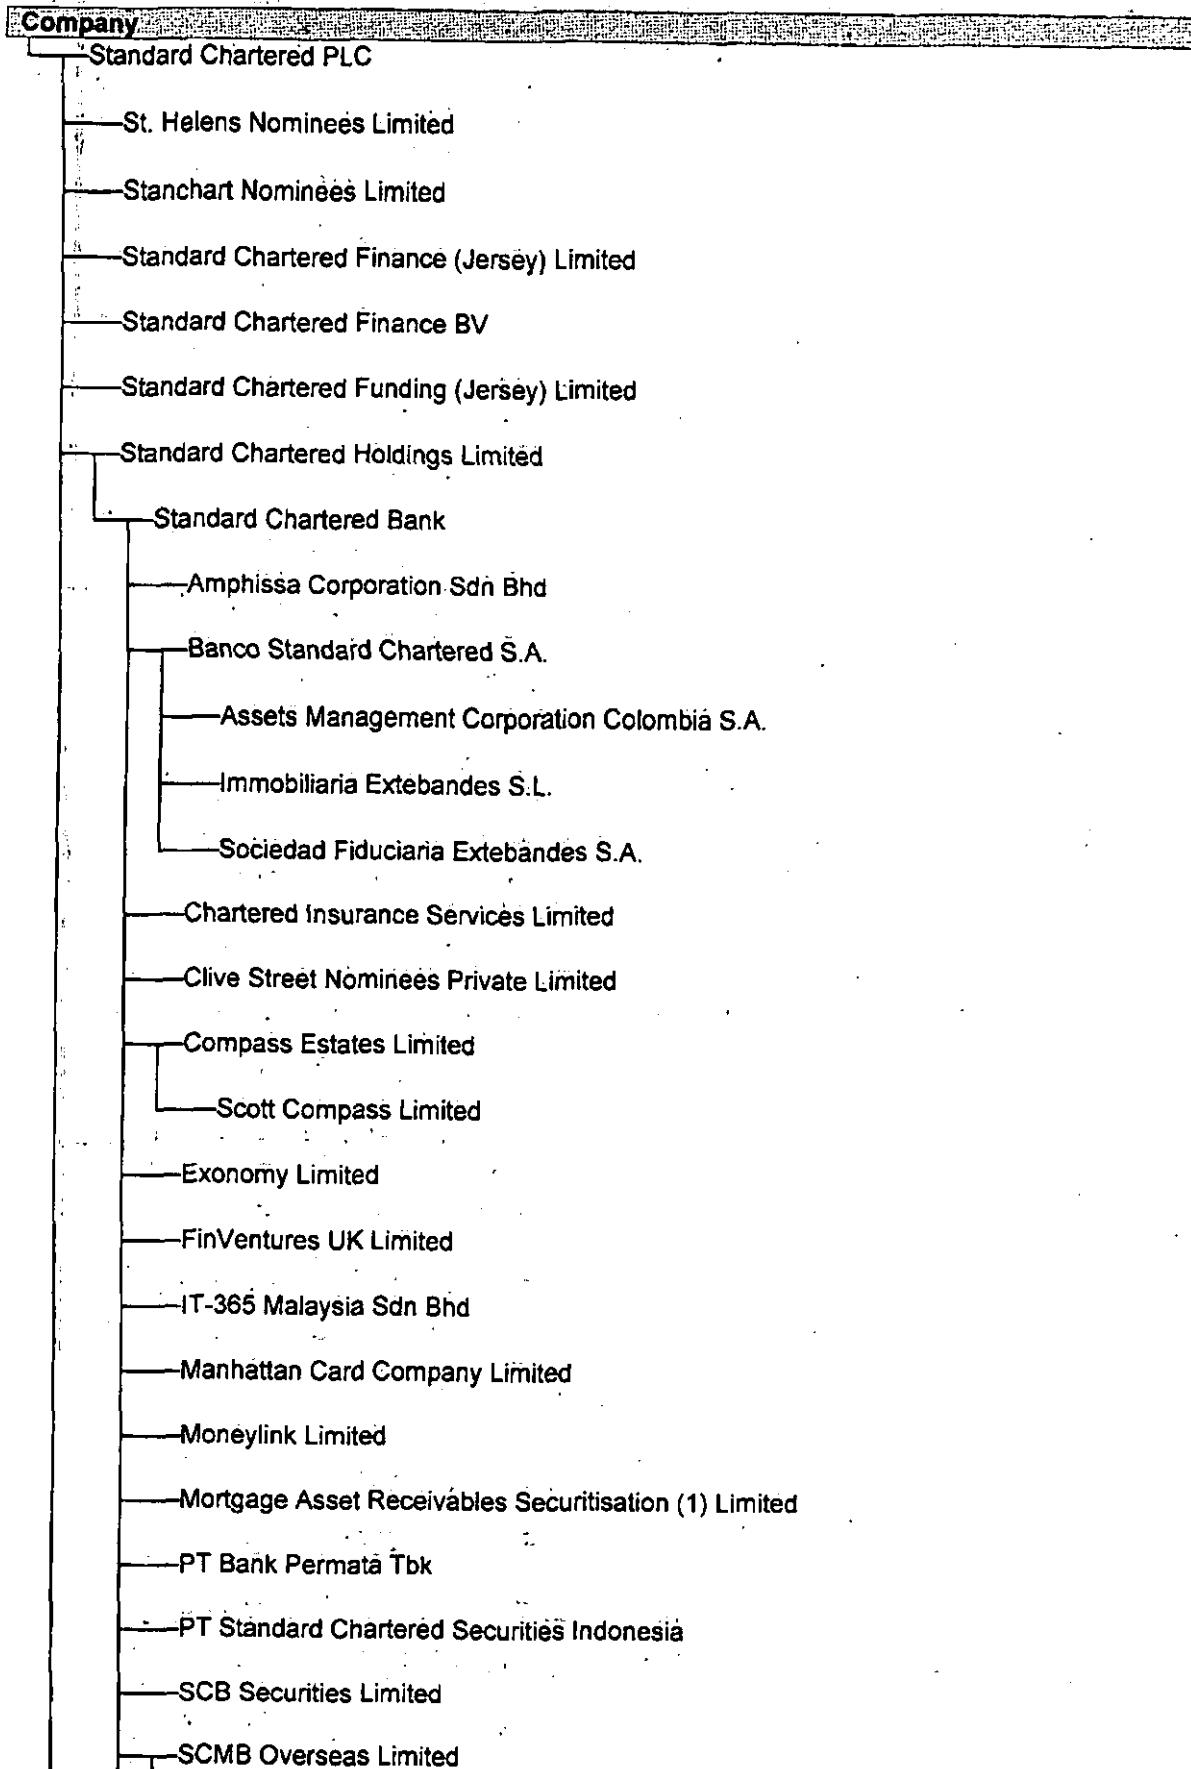 Company
Standard Chartered PLC
St. Helens Nominees Limited
Stanchart Nominees Limited
Standard Chartered Finance (Jersey) Limited
Standard Chartered Finance BV
Standard Chartered Funding (Jersey) Limited
Standard Chartered Holdings Limited
Standard Chartered Bank
Amphissa Corporation Sdn Bhd
Banco Standard Chartered S.A.
Assets Management Corporation Colombia S.A.
Immobiliaria Extebandes S.L.
Sociedad Fiduciaria Extebandes S.A.
Chartered Insurance Services Limited
Clive Street Nominees Private Limited
Compass Estates Limited
Scott Compass Limited
Exonomy Limited
FinVentures UK Limited
IT-365 Malaysia Sdn Bhd
Manhattan Card Company Limited
Moneylink Limited
Mortgage Asset Receivables Securitisation (1) Limited
PT Bank Permata Tbk
PT Standard Chartered Securities Indonesia
SCB Securities Limited
SCMB Overseas Limited